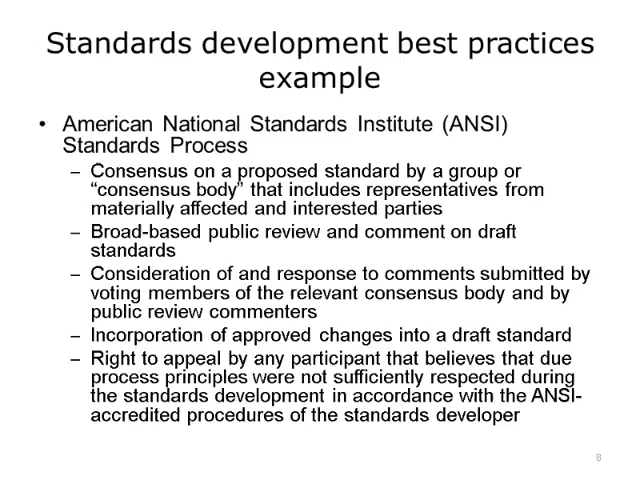 Standards development best practices
example
• American National Standards Institute (ANSI)
Standards Process
– Consensus on a proposed standard by a group or
“consensus body” that includes representatives from
materially affected and interested parties
– Broad-based public review and comment on draft
standards
– Consideration of and response to comments submitted by
voting members of the relevant consensus body and by
public review commenters
– Incorporation of approved changes into a draft standard
– Right to appeal by any participant that believes that due
process principles were not sufficiently respected during
the standards development in accordance with the ANSI-
accredited procedures of the standards developer
8